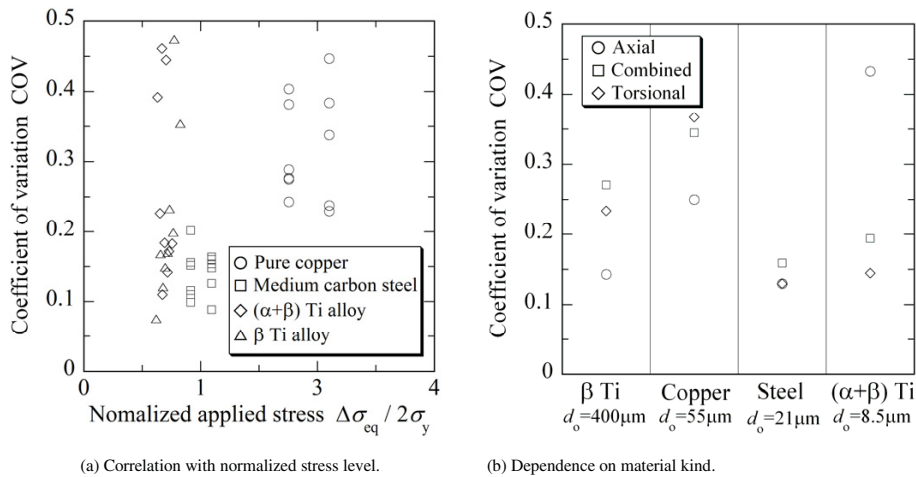 0.5
0.4
0.3
0.2
0.1
0
0 1 3 4
Coefficient of variation COV
Nomalized applied stress Δσeq / 2σy
Pure copper
Medium carbon steel
(α+β) Ti alloy
β Ti alloy
(a) Correlation with normalized stress level.
0.5
0.4
0.3
0.2
0.1
0
Coefficient of variation COV
Axial
Combined
Torsional
β Ti Copper Steel (α+β) Ti
do=400μm do=55μm do=21μm do=8.5μm
(b) Dependence on material kind.